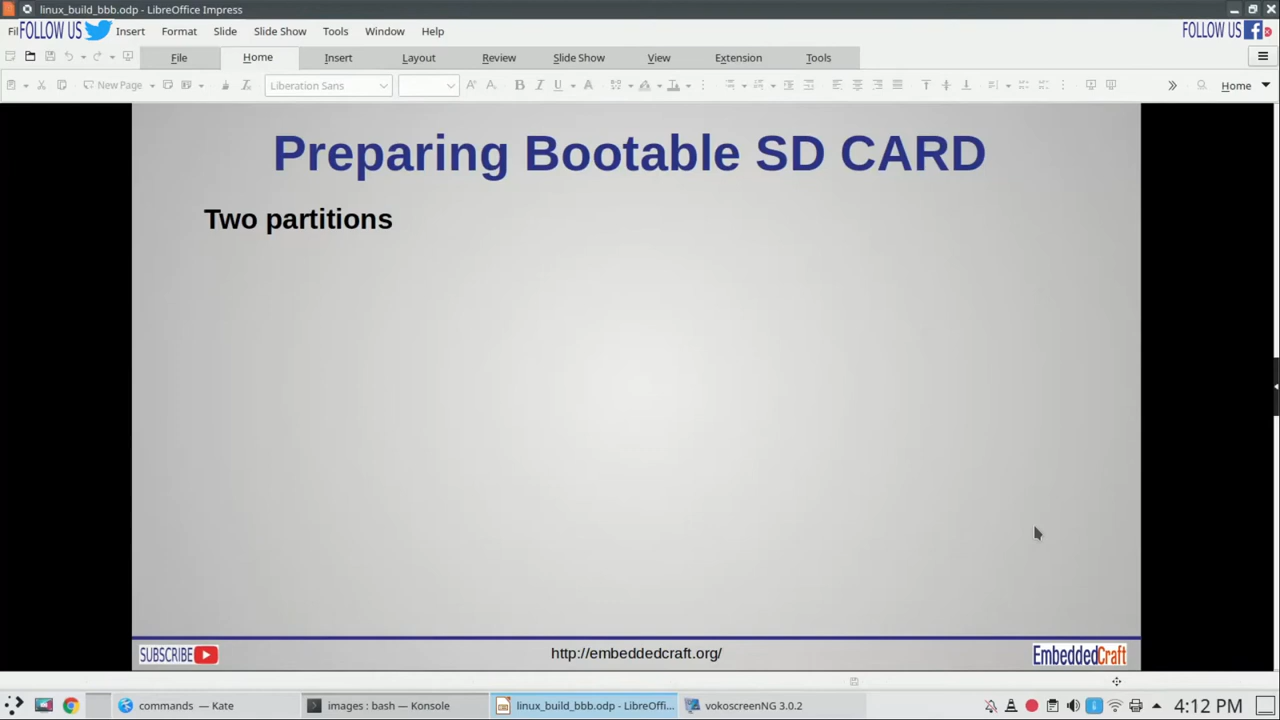 linux_build_bbb.odp - LibreOffice Impress
Fil FOLLOW US Insert Format Slide Slide Show Tools Window Help FOLLOW US
File Home Insert Layout Review Slide Show View Extension Tools
New Page Liberation Sans Home
Preparing Bootable SD CARD
Two partitions
SUBSCRIBE http://embeddedcraft.org/ EmbeddedCraft
commands — Kate images : bash — Konsole linux_build_bbb.odp - LibreOffi... vokoscreenNG 3.0.2 4:12 PM